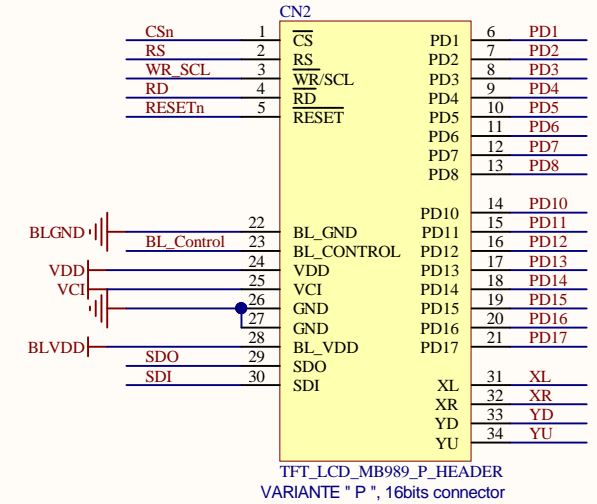 CN2
CSn 1 CS PD1 6 PD1
RS 2 RS PD2 7 PD2
WR_SCL 3 WR/SCL PD3 8 PD3
RD 4 RD PD4 9 PD4
RESETn 5 RESET PD5 10 PD5
PD6 11 PD6
PD7 12 PD7
PD8 13 PD8
PD10 14 PD10
BLGND 22 BL_GND PD11 15 PD11
BL_Control 23 BL_CONTROL PD12 16 PD12
VDD 24 VDD PD13 17 PD13
VCI 25 VCI PD14 18 PD14
26 GND PD15 19 PD15
27 GND PD16 20 PD16
BLVDD 28 BL_VDD PD17 21 PD17
SDO 29 SDO
SDI 30 SDI XL 31 XL
XR 32 XR
YD 33 YD
YU 34 YU
TFT_LCD_MB989_P_HEADER
VARIANTE " P ", 16bits connector